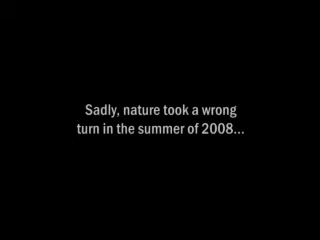 Sadly, nature took a wrong
turn in the summer of 2008...